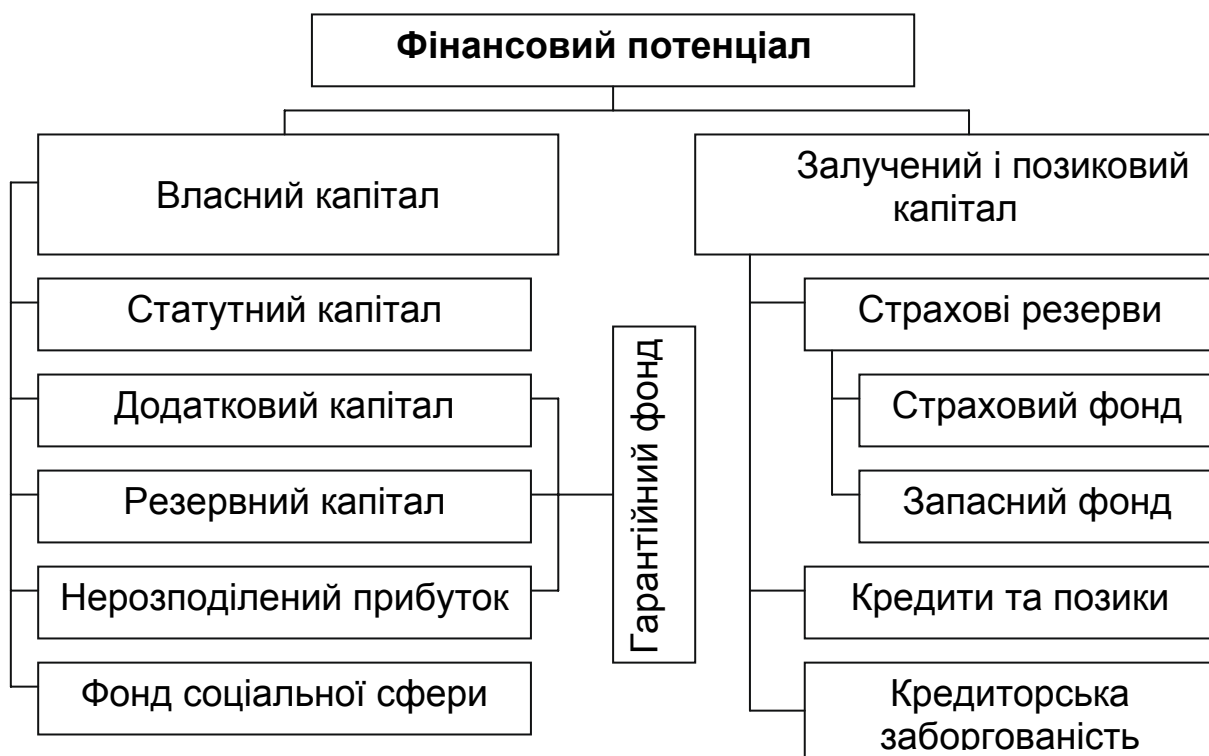 Фінансовий потенціал
Власний капітал
Статутний капітал
Додатковий капітал
Резервний капітал
Нерозподілений прибуток
Фонд соціальної сфери
Гарантійний фонд
Залучений і позиковий
капітал
Страхові резерви
Страховий фонд
Запасний фонд
Кредити та позики
Кредиторська
заборгованість